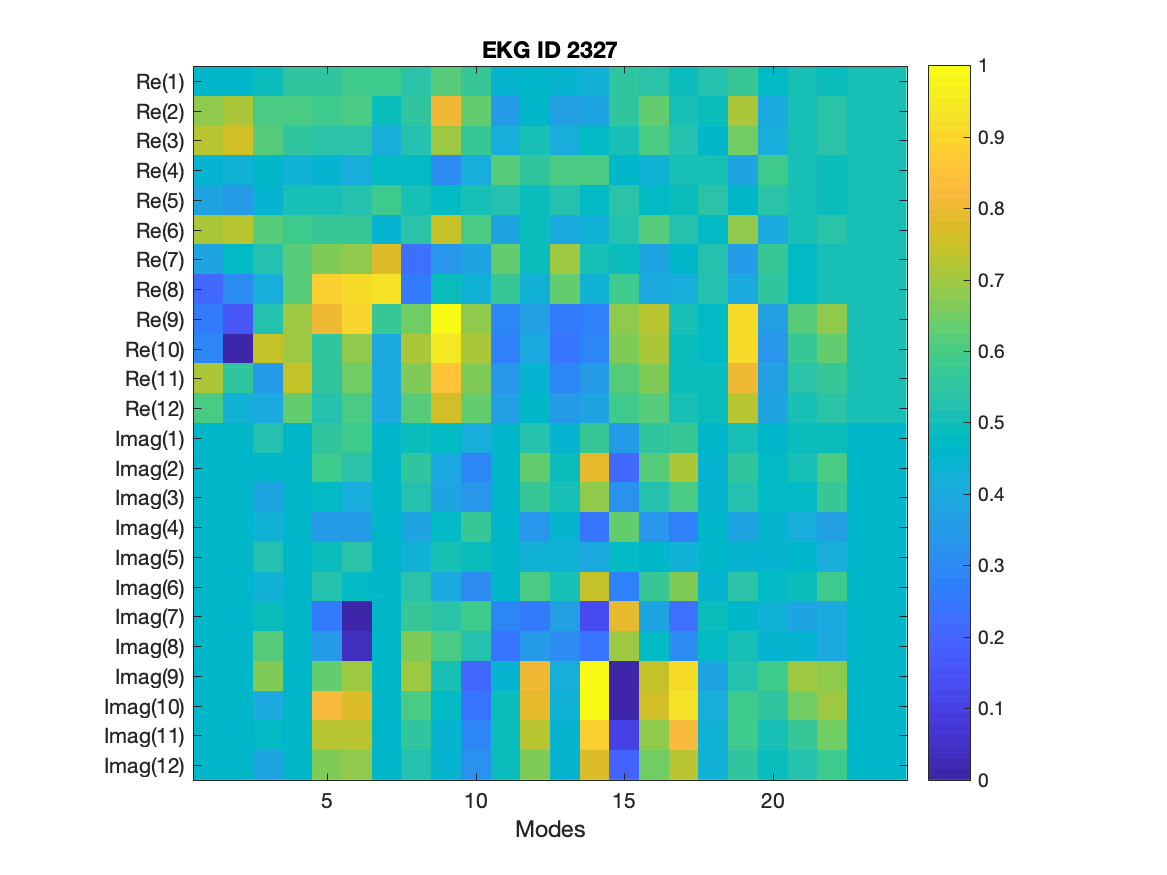 EKG ID 2327
Re(1)
Re(2)
Re(3)
Re(4)
Re(5)
Re(6)
Re(7)
Re(8)
Re(9)
Re(10)
Re(11)
Re(12)
Imag(1)
Imag(2)
Imag(3)
Imag(4)
Imag(5)
Imag(6)
Imag(7)
Imag(8)
Imag(9)
Imag(10)
Imag(11)
Imag(12)
5 10 15 20
Modes
1
0.9
0.8
0.7
0.6
0.5
0.4
0.3
0.2
0.1
0